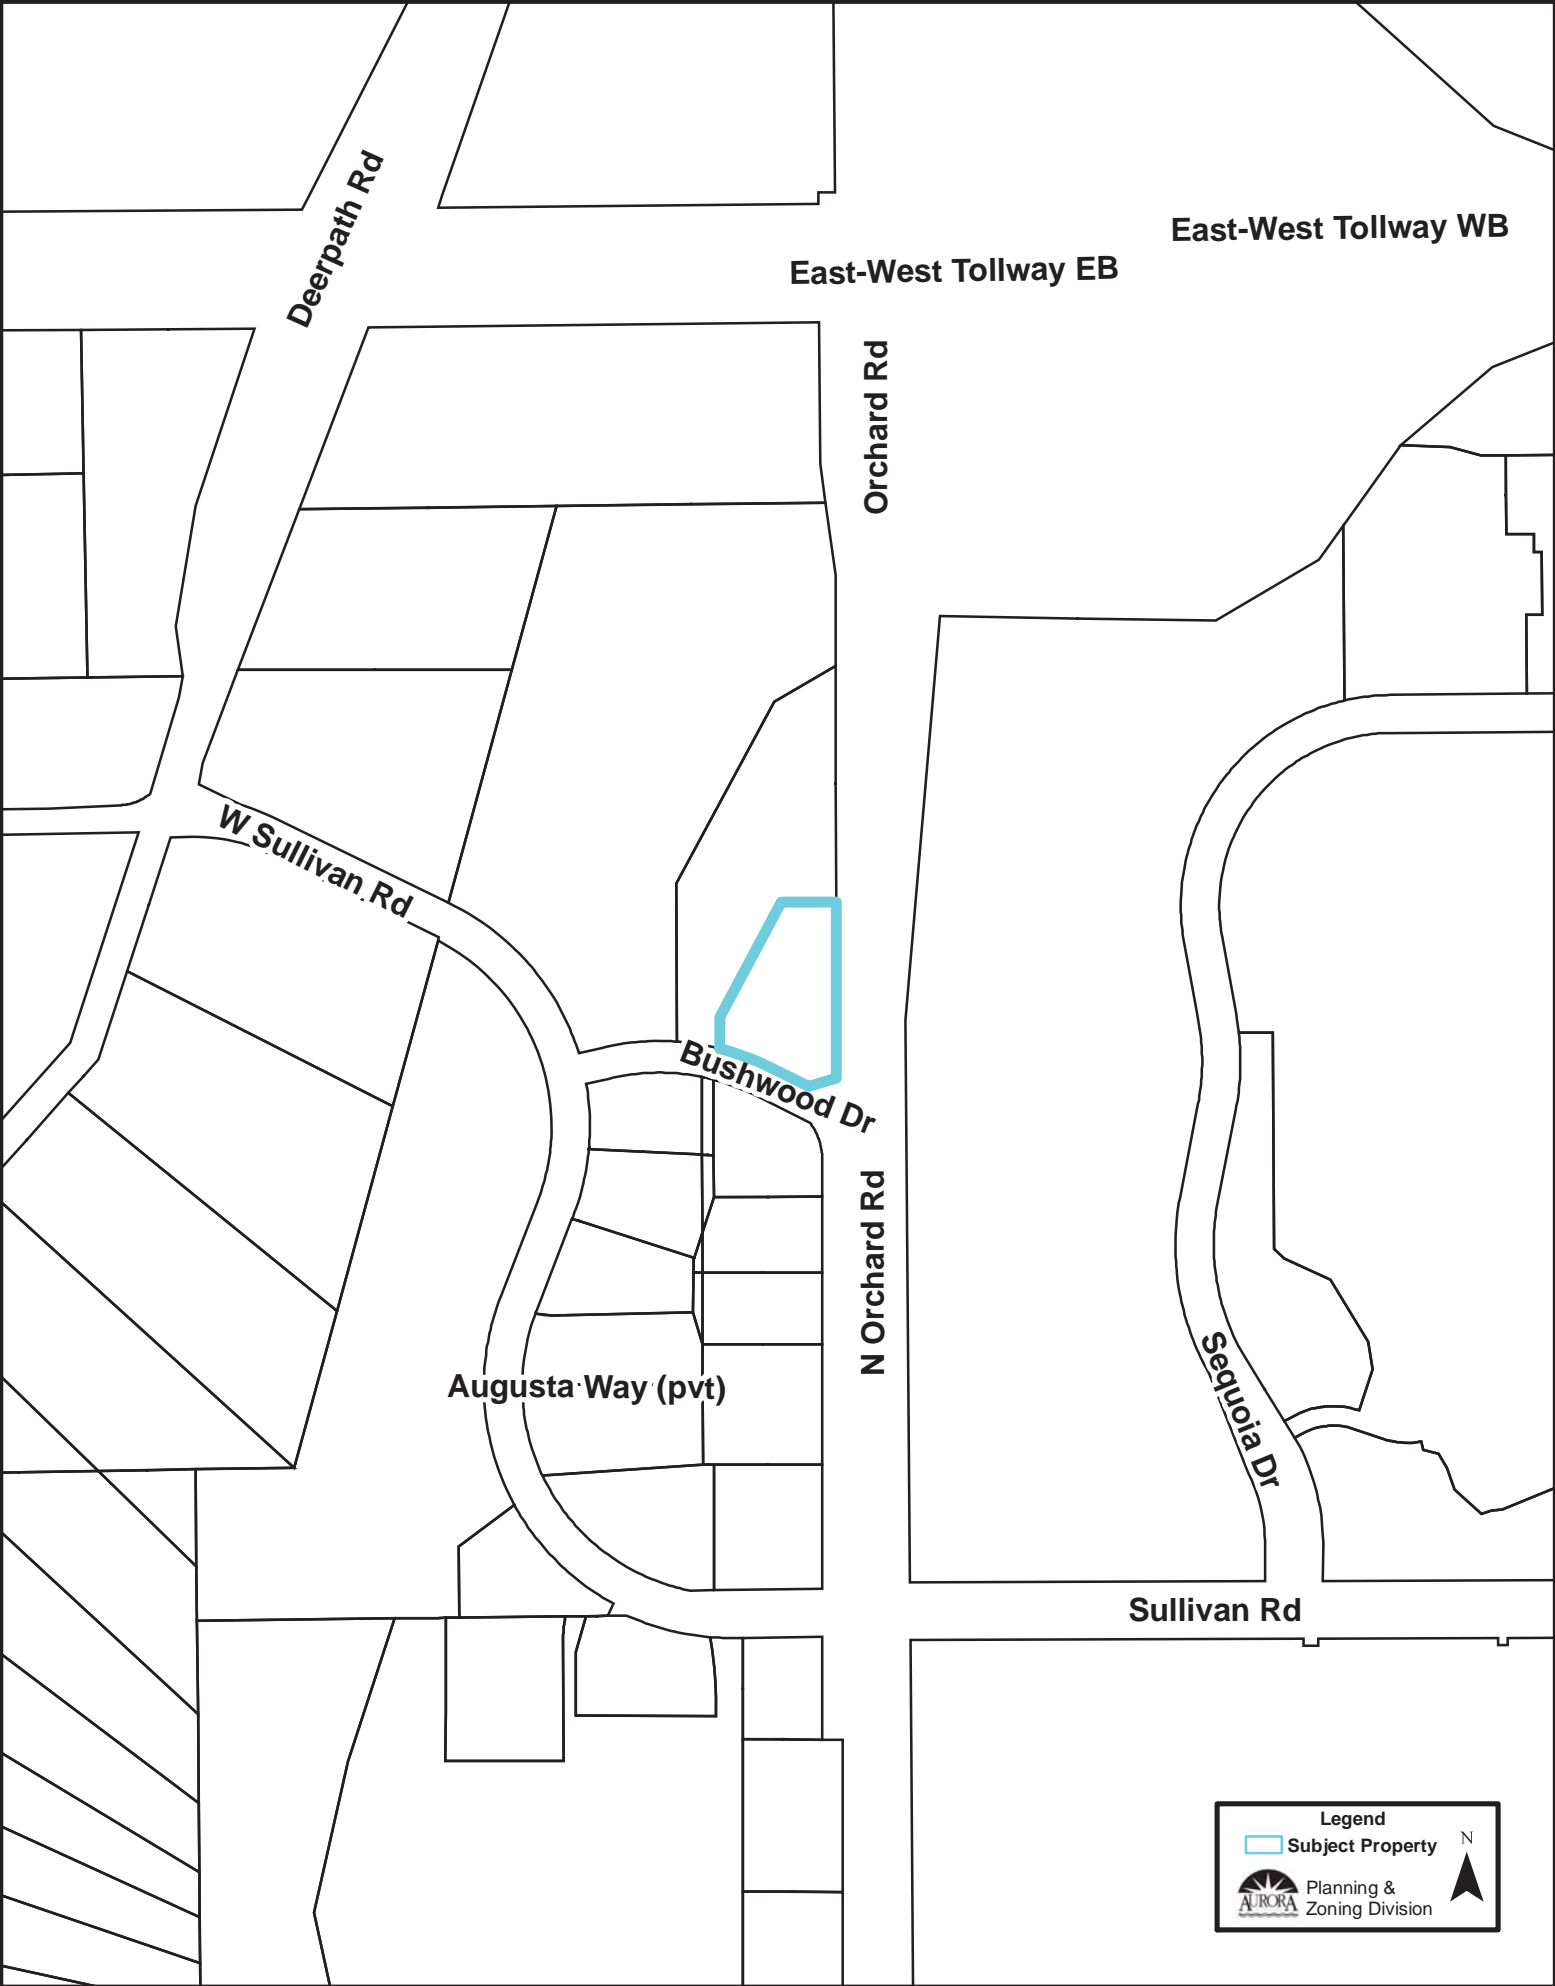 Deerpath Rd
East-West Tollway WB
East-West Tollway EB
Orchard Rd
W Sullivan Rd
Bushwood Dr
N Orchard Rd
Augusta Way (pvt)
Sequoia Dr
Sullivan Rd
Legend
Subject Property
N
AURORA
Planning &
Zoning Division